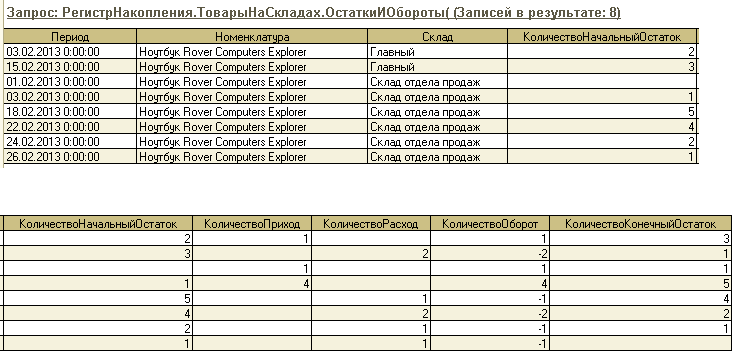 Запрос: РегистрНакопления.ТоварыНаСкладах.ОстаткиИОбороты( (Записей в результате: 8)
Период Номенклатура Склад КоличествоНачальныйОстаток
03.02.2013 0:00:00 Ноутбук Rover Computers Explorer Главный 2
15.02.2013 0:00:00 Ноутбук Rover Computers Explorer Главный 3
01.02.2013 0:00:00 Ноутбук Rover Computers Explorer Склад отдела продаж
03.02.2013 0:00:00 Ноутбук Rover Computers Explorer Склад отдела продаж 1
18.02.2013 0:00:00 Ноутбук Rover Computers Explorer Склад отдела продаж 5
22.02.2013 0:00:00 Ноутбук Rover Computers Explorer Склад отдела продаж 4
24.02.2013 0:00:00 Ноутбук Rover Computers Explorer Склад отдела продаж 2
26.02.2013 0:00:00 Ноутбук Rover Computers Explorer Склад отдела продаж 1
КоличествоНачальныйОстаток КоличествоПриход КоличествоРасход КоличествоОборот КоличествоКонечныйОстаток
2 1 1 3
3 2 -2 1
1 1 1
1 4 4 5
5 1 -1 4
4 2 -2 2
2 1 -1 1
1 1 -1